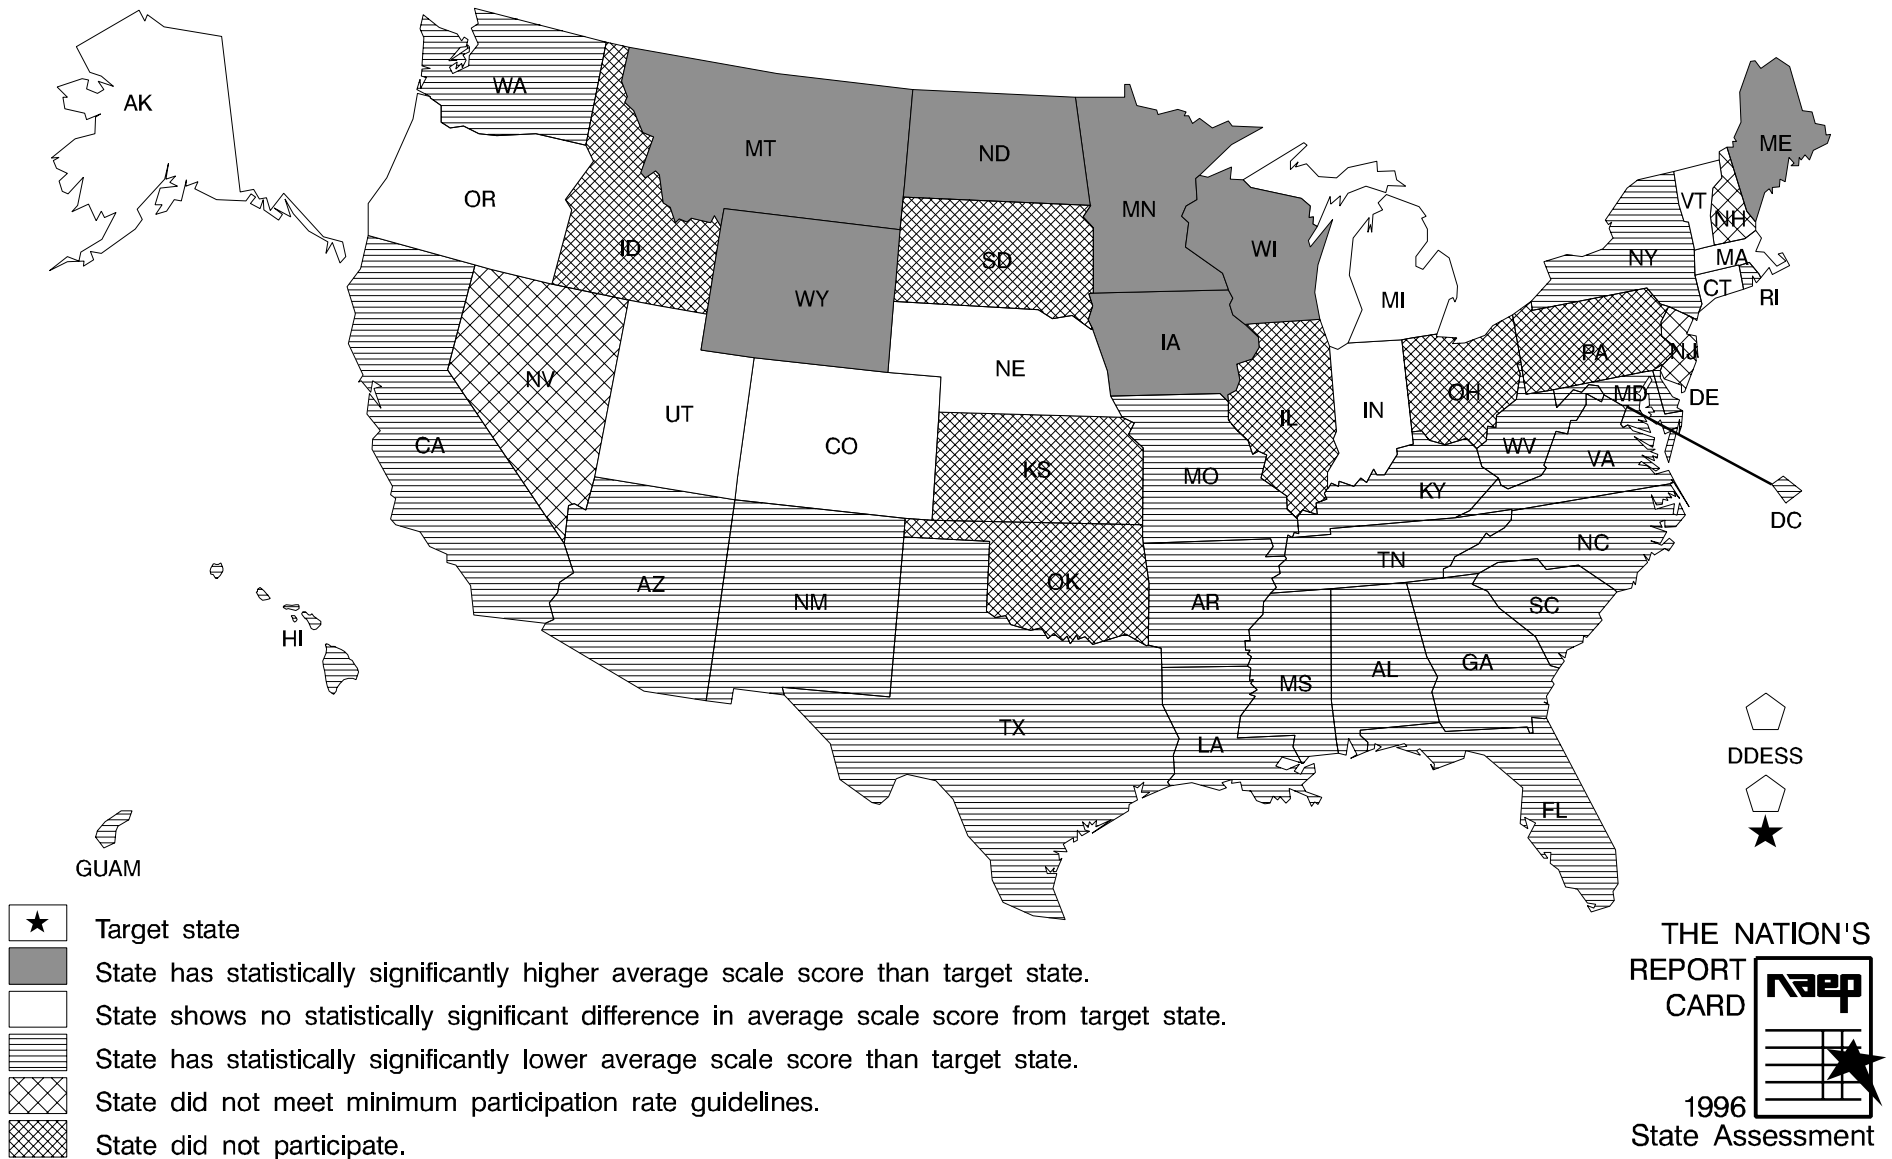 WA
AK
MT
ND
ME
OR
MN
VT
NH
ID
SD
WI
NY
MA
WY
CT
RI
MI
IA
NE
PA
NJ
NV
UT
IN
OH
MD
DE
CO
IL
CA
WV
VA
KS
MO
KY
DC
NC
TN
AZ
OK
NM
AR
SC
HI
GA
AL
MS
TX
LA
DDESS
FL
GUAM
Target state
State has statistically significantly higher average scale score than target state.
State shows no statistically significant difference in average scale score from target state.
State has statistically significantly lower average scale score than target state.
State did not meet minimum participation rate guidelines.
State did not participate.
THE NATION'S
REPORT
CARD
naep
1996
State Assessment